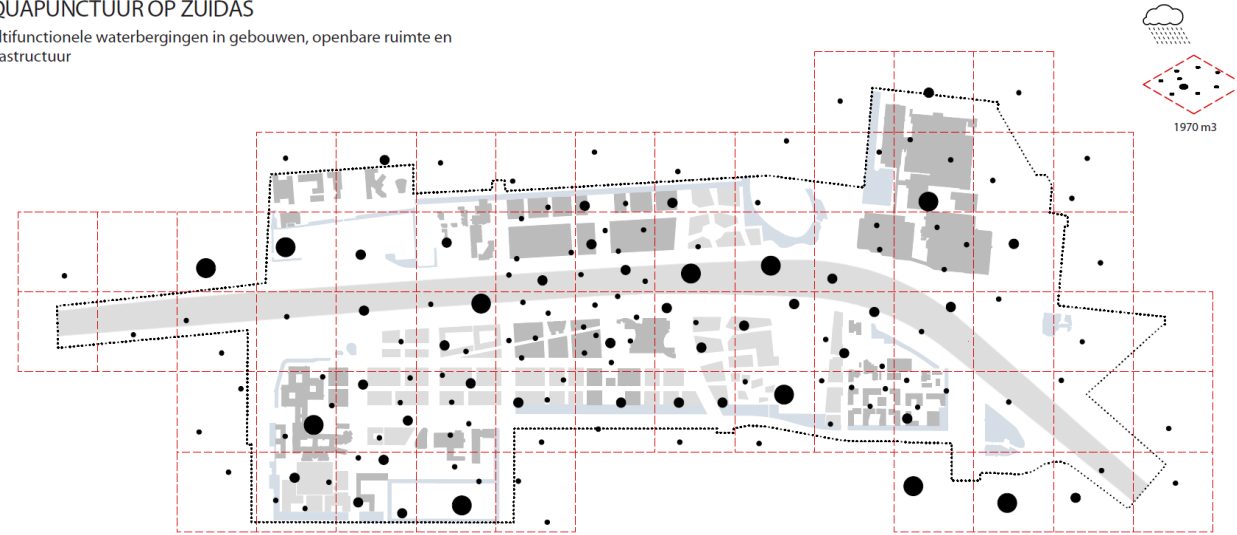 QUAPUNCTUUR OP ZUIDAS
ltifunctionele waterbergingen in gebouwen, openbare ruimte en
astructuur
1970 m3